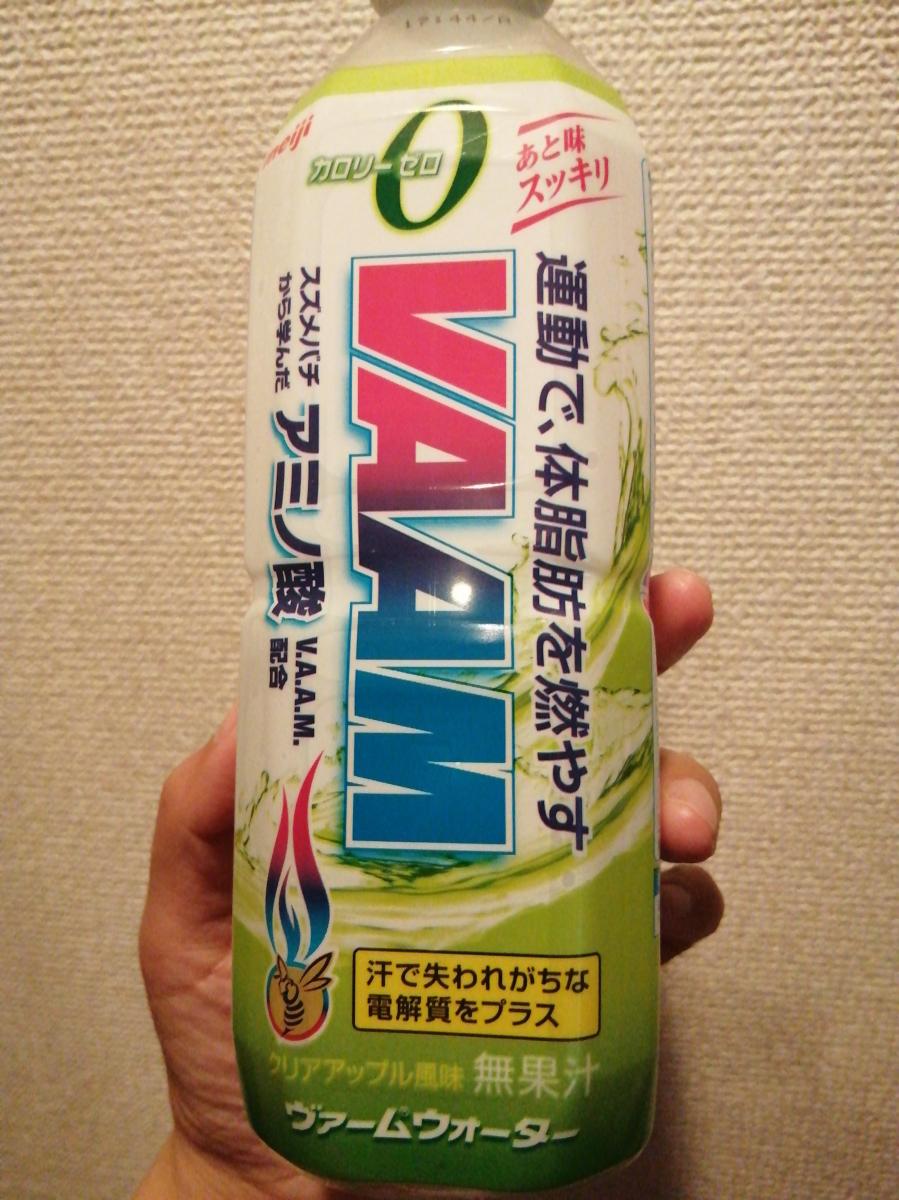 17144/A
meiji
カロリーゼロ
0
あと味
スッキリ
運動で、体脂肪を燃やす
VAAM
スズメバチ
から学んだ
アミノ酸
V.A.A.M.
配合
汗で失われがちな
電解質をプラス
クリアアップル風味 無果汁
ヴァームウォーター